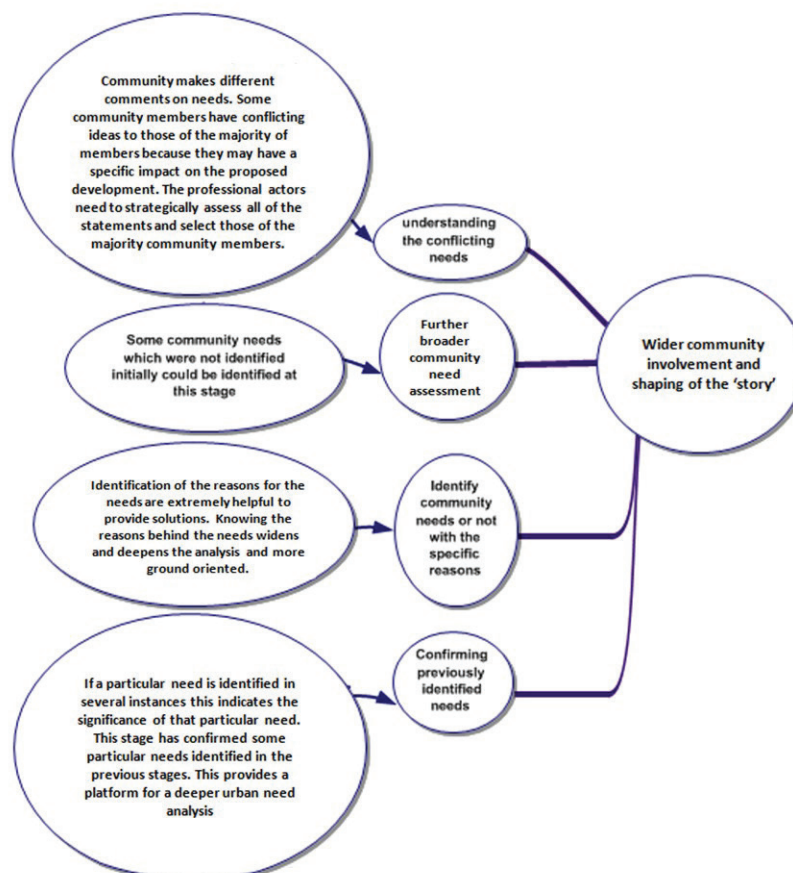 Community makes different
comments on needs. Some
community members have conflicting
ideas to those of the majority of
members because they may have a
specific impact on the proposed
development. The professional actors
need to strategically assess all of the
statements and select those of the
majority community members.
understanding
the conflicting
needs
Some community needs
which were not identified
initially could be identified at
this stage
Further
broader
community
need
assessment
Wider community
involvement and
shaping of the ‘story’
Identification of the reasons for the
needs are extremely helpful to
provide solutions. Knowing the
reasons behind the needs widens
and deepens the analysis and more
ground oriented.
Identify
community
needs or not
with the
specific
reasons
If a particular need is identified in
several instances this indicates the
significance of that particular need.
This stage has confirmed some
particular needs identified in the
previous stages. This provides a
platform for a deeper urban need
analysis
Confirming
previously
identified
needs